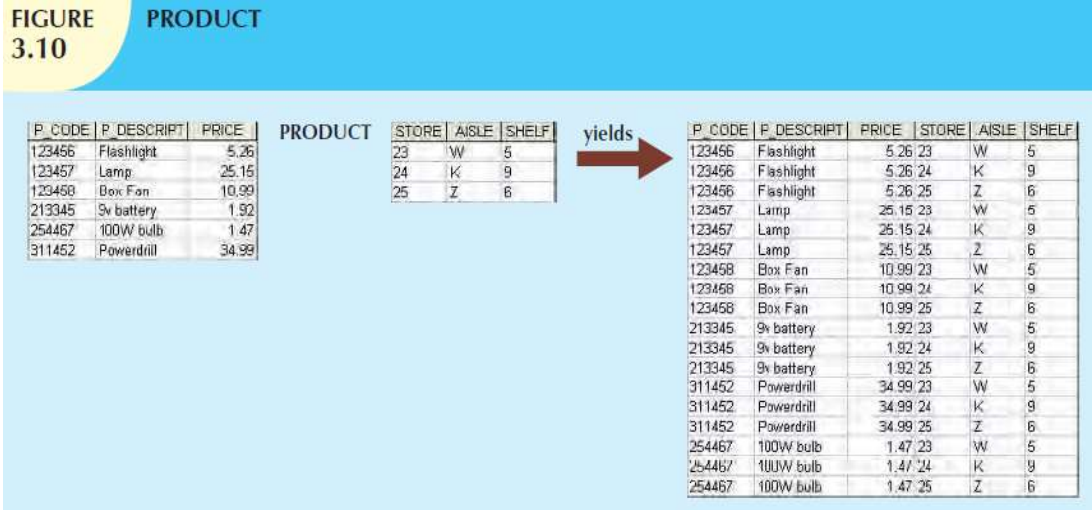 FIGURE 3.10
PRODUCT
P_CODE P_DESCRIPT PRICE
123456 Flashlight 5.26
123457 Lamp 25.15
123458 Box Fan 10.99
213345 9v battery 1.92
254467 100W bulb 1.47
311452 Powerdrill 34.99
PRODUCT
STORE AISLE SHELF
23 W 5
24 K 9
25 Z 6
yields
P_CODE P_DESCRIPT PRICE STORE AISLE SHELF
123456 Flashlight 5.26 23 W 5
123456 Flashlight 5.26 24 K 9
123456 Flashlight 5.26 25 Z 6
123457 Lamp 25.15 23 W 5
123457 Lamp 25.15 24 K 9
123457 Lamp 25.15 25 Z 6
123458 Box Fan 10.99 23 W 5
123458 Box Fan 10.99 24 K 9
123458 Box Fan 10.99 25 Z 6
213345 9v battery 1.92 23 W 5
213345 9v battery 1.92 24 K 9
213345 9v battery 1.92 25 Z 6
311452 Powerdrill 34.99 23 W 5
311452 Powerdrill 34.99 24 K 9
311452 Powerdrill 34.99 25 Z 6
254467 100W bulb 1.47 23 W 5
254467 100W bulb 1.47 24 K 9
254467 100W bulb 1.47 25 Z 6